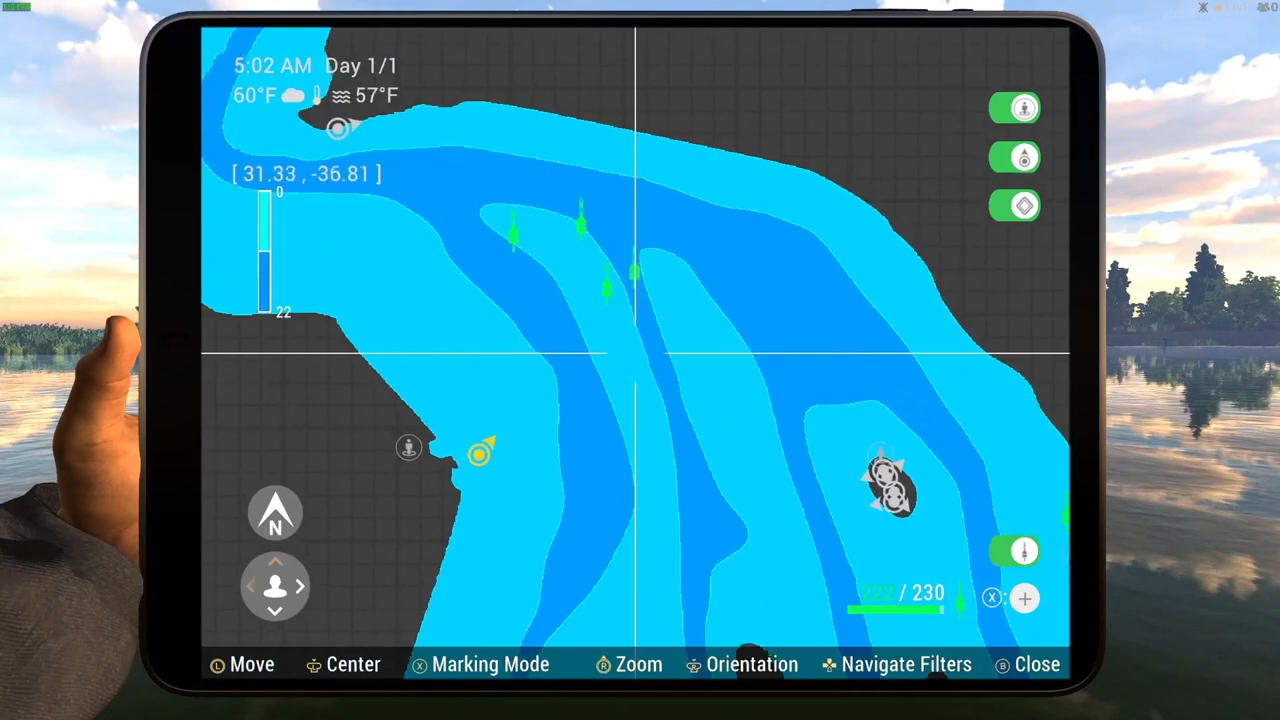 5:02 AM Day 1/1
60°F 57°F
[ 31.33 , -36.81 ]
0
22
N
222 / 230
X :
L Move Center X Marking Mode R Zoom R Orientation Navigate Filters B Close